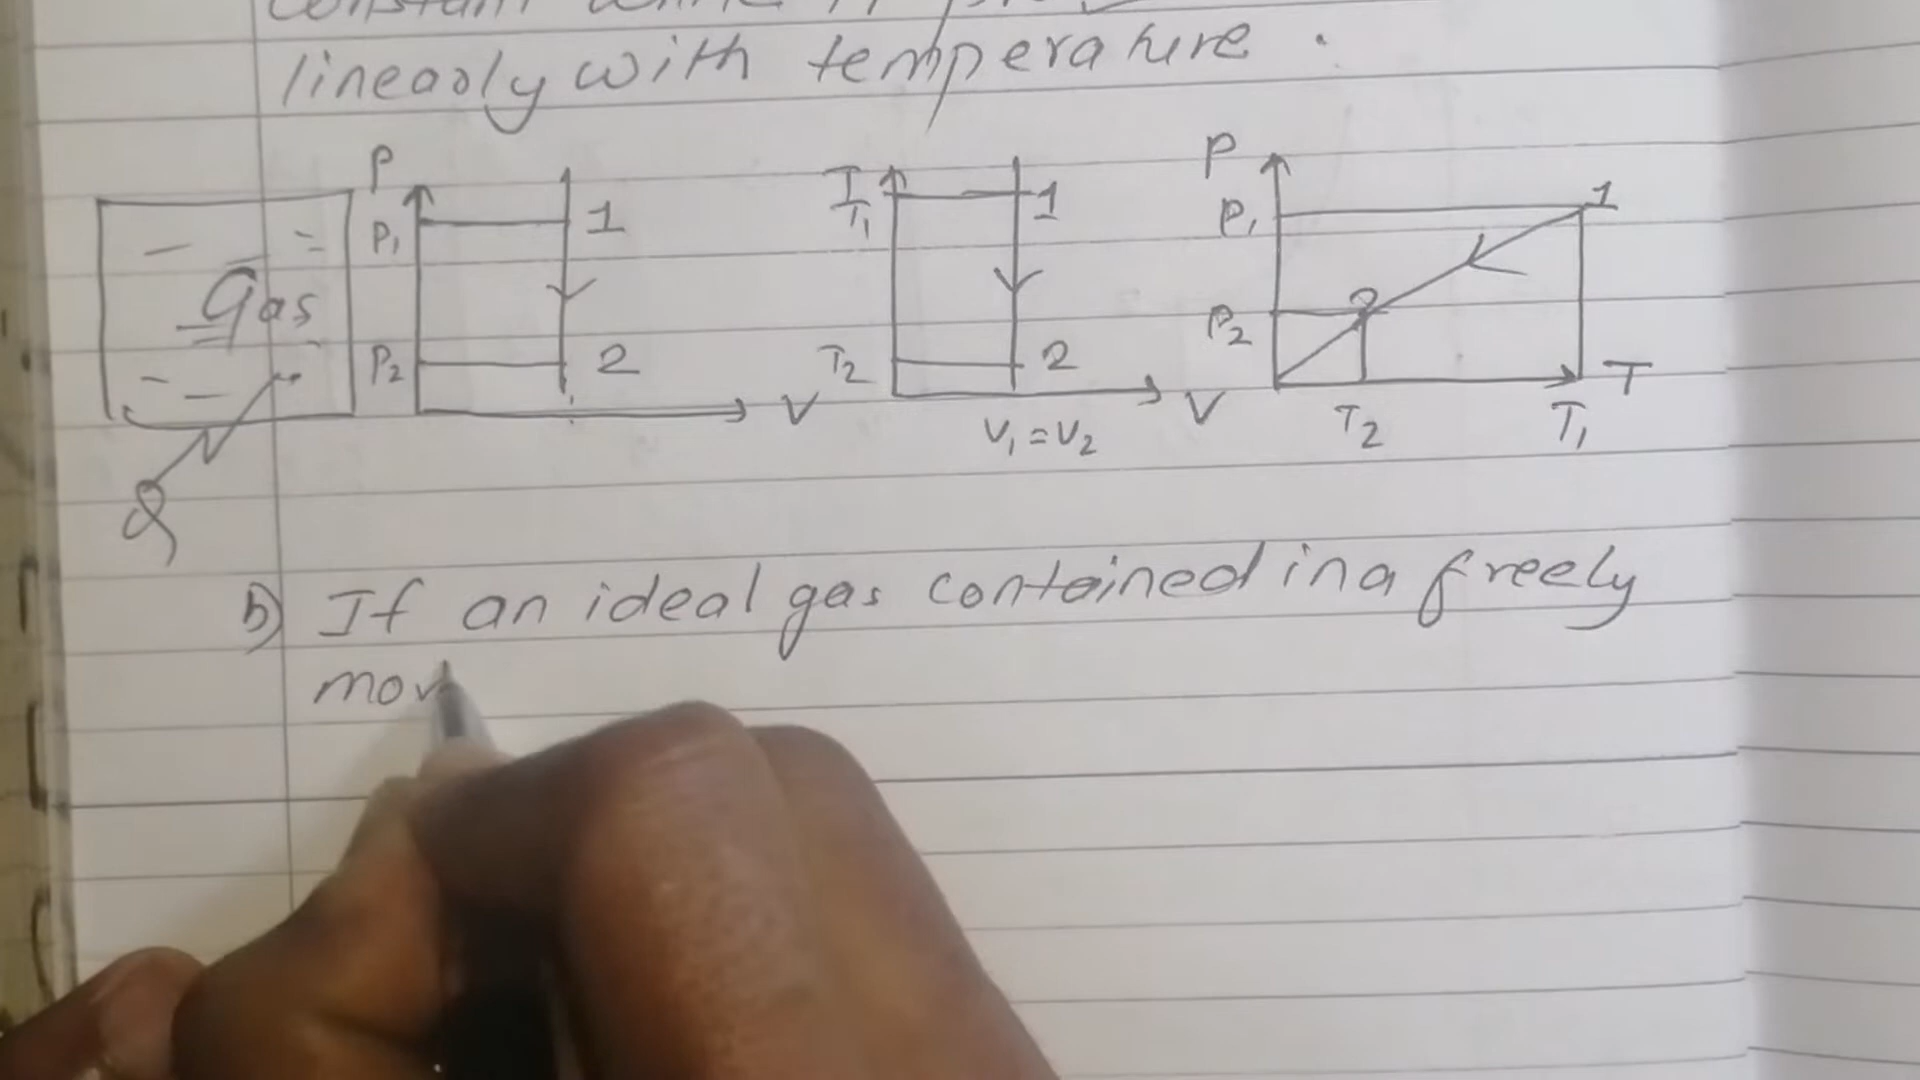 linearly with temperature.
P
P₁
1
P₂
2
V
Gas
Q
T
T₁
1
T₂
2
V
V₁ = V₂
P
P₁
1
P₂
2
T
T₂
T₁
b) If an ideal gas contained in a freely
mov